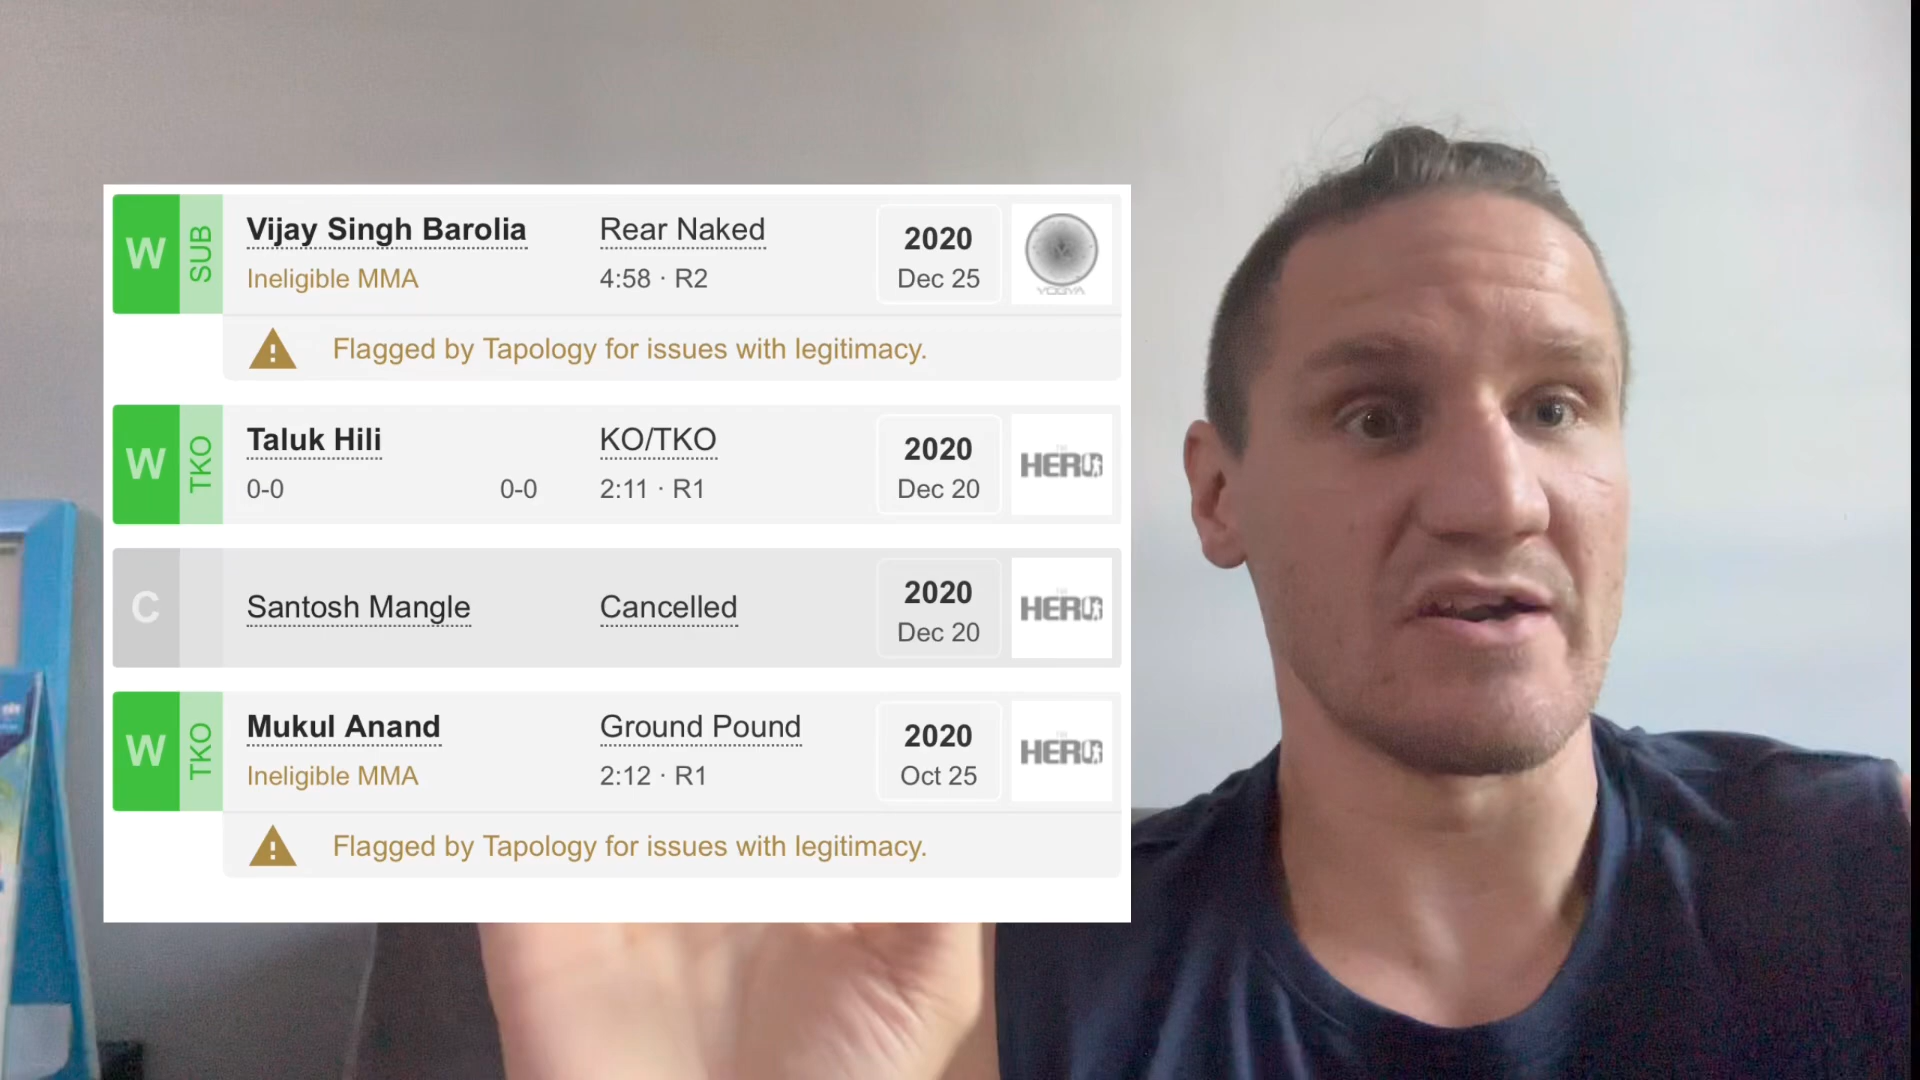 W
SUB
Vijay Singh Barolia
Rear Naked
2020
Ineligible MMA
4:58 · R2
Dec 25
YOGYA
Flagged by Tapology for issues with legitimacy.
W
TKO
Taluk Hili
KO/TKO
2020
HERO
0-0
0-0
2:11 · R1
Dec 20
C
Santosh Mangle
Cancelled
2020
Dec 20
HERO
W
TKO
Mukul Anand
Ground Pound
2020
HERO
Ineligible MMA
2:12 · R1
Oct 25
Flagged by Tapology for issues with legitimacy.